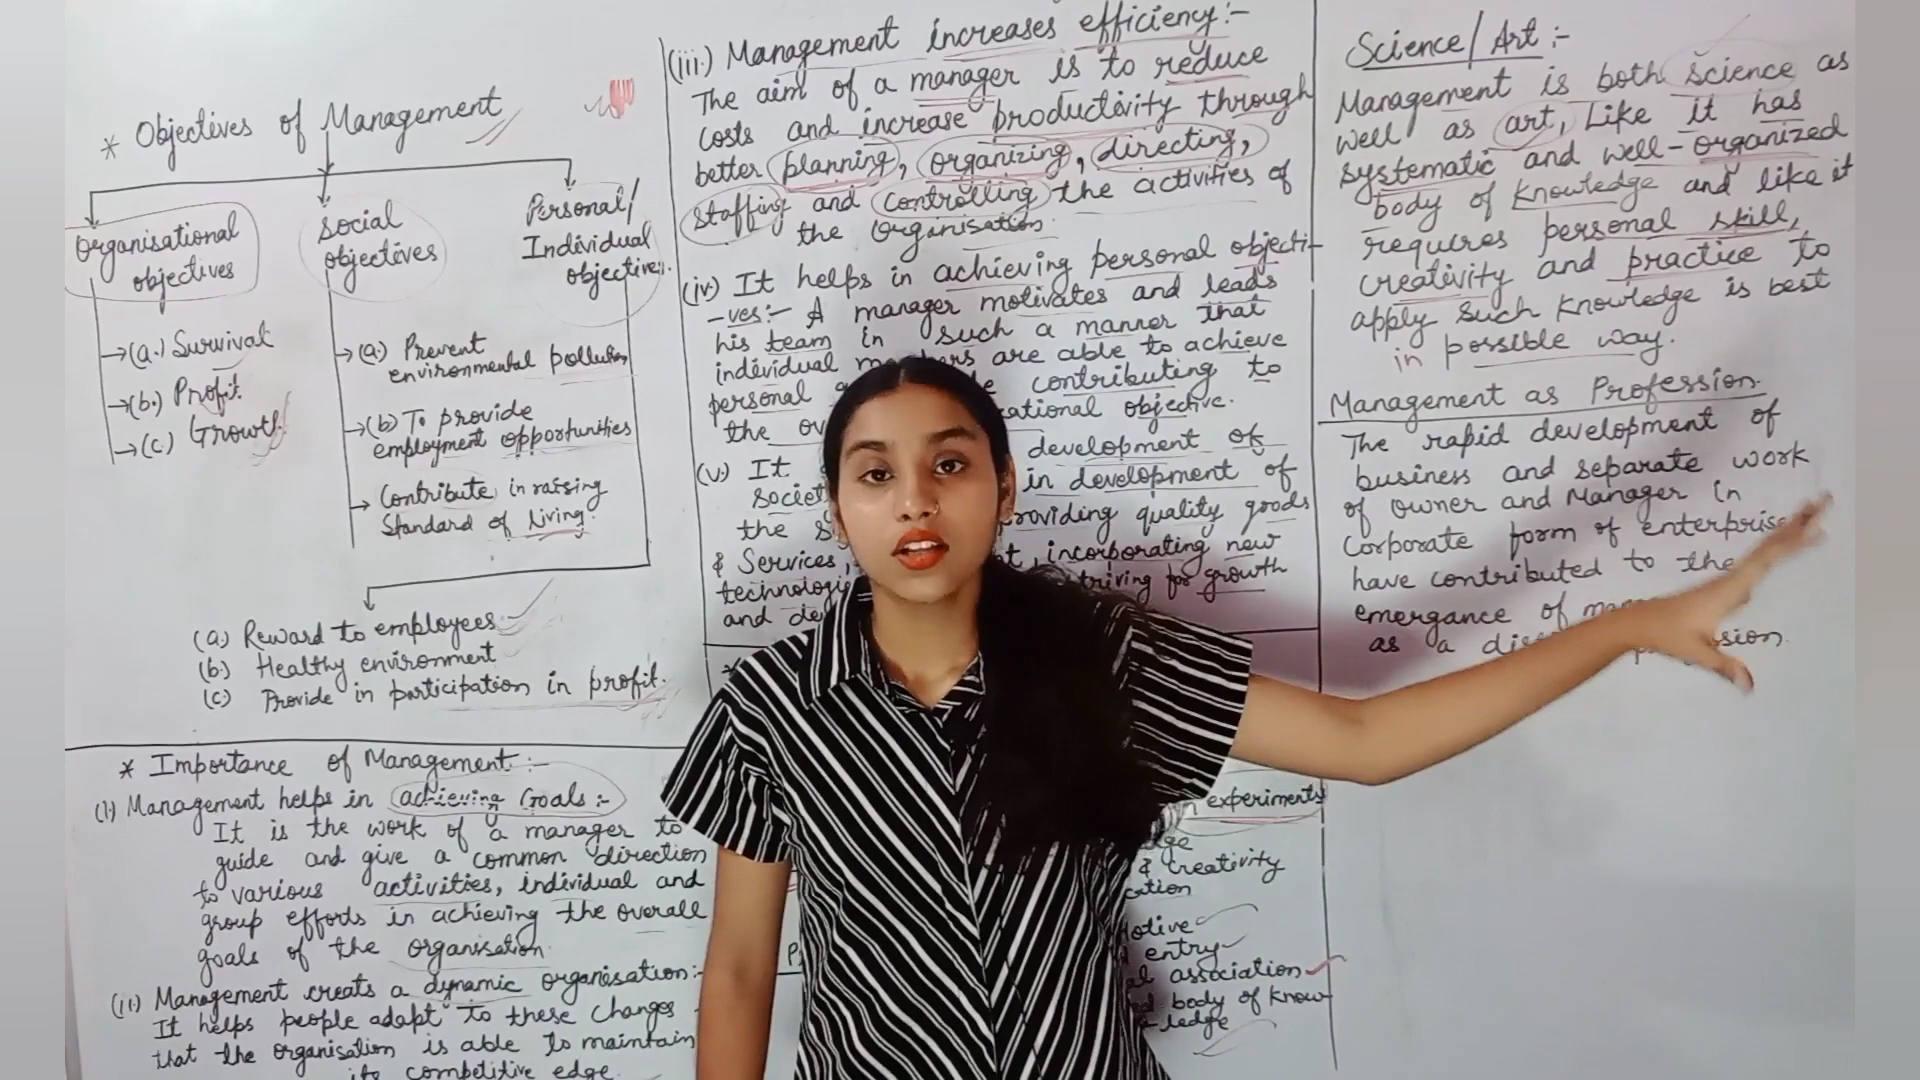 * Objectives of Management
Organisational
objectives
→(a.) Survival
→(b.) Profit
→(c.) Growth
Social
objectives
→(a.) Prevent
environmental pollution
→(b) To provide
employment opportunities
→ Contribute in raising
Standard of living.
Personal/
Individual
objectives.
(a.) Reward to employees
(b.) Healthy environment
(c.) Provide in participation in profit.
* Importance of Management:-
(i.) Management helps in achieving Goals:-
It is the work of a manager to
guide and give a common direction
to various activities, individual and
group efforts in achieving the overall
goals of the organisation
(ii.) Management creats a dynamic organisation:-
It helps people adapt to these changes
that the organisation is able to maintain
its competitive edge.
(iii.) Management increases efficiency:-
The aim of a manager is to reduce
costs and increase productivity through
better planning, organizing, directing,
staffing and controlling the activities of
the organisation.
(iv.) It helps in achieving personal objecti-
-ves:- A manager motivates and leads
his team in such a manner that
individual are able to achieve
personal contributing to
the objective.
(v.) It development of
in development of
the providing quality goods
& Services, incorporating new
for growth
and
experiments
& creativity
entry
association
body of know-
ledge
Science/Art:-
Management is both science as
well as art, Like it has
systematic and well-organized
body of knowledge and like it
requires personal skill,
creativity and practice to
apply such knowledge is best
in possible way.
Management as Profession.
The rapid development of
business and separate work
of owner and Manager in
corporate form of enterprise
have contributed to the
emergance of
as a